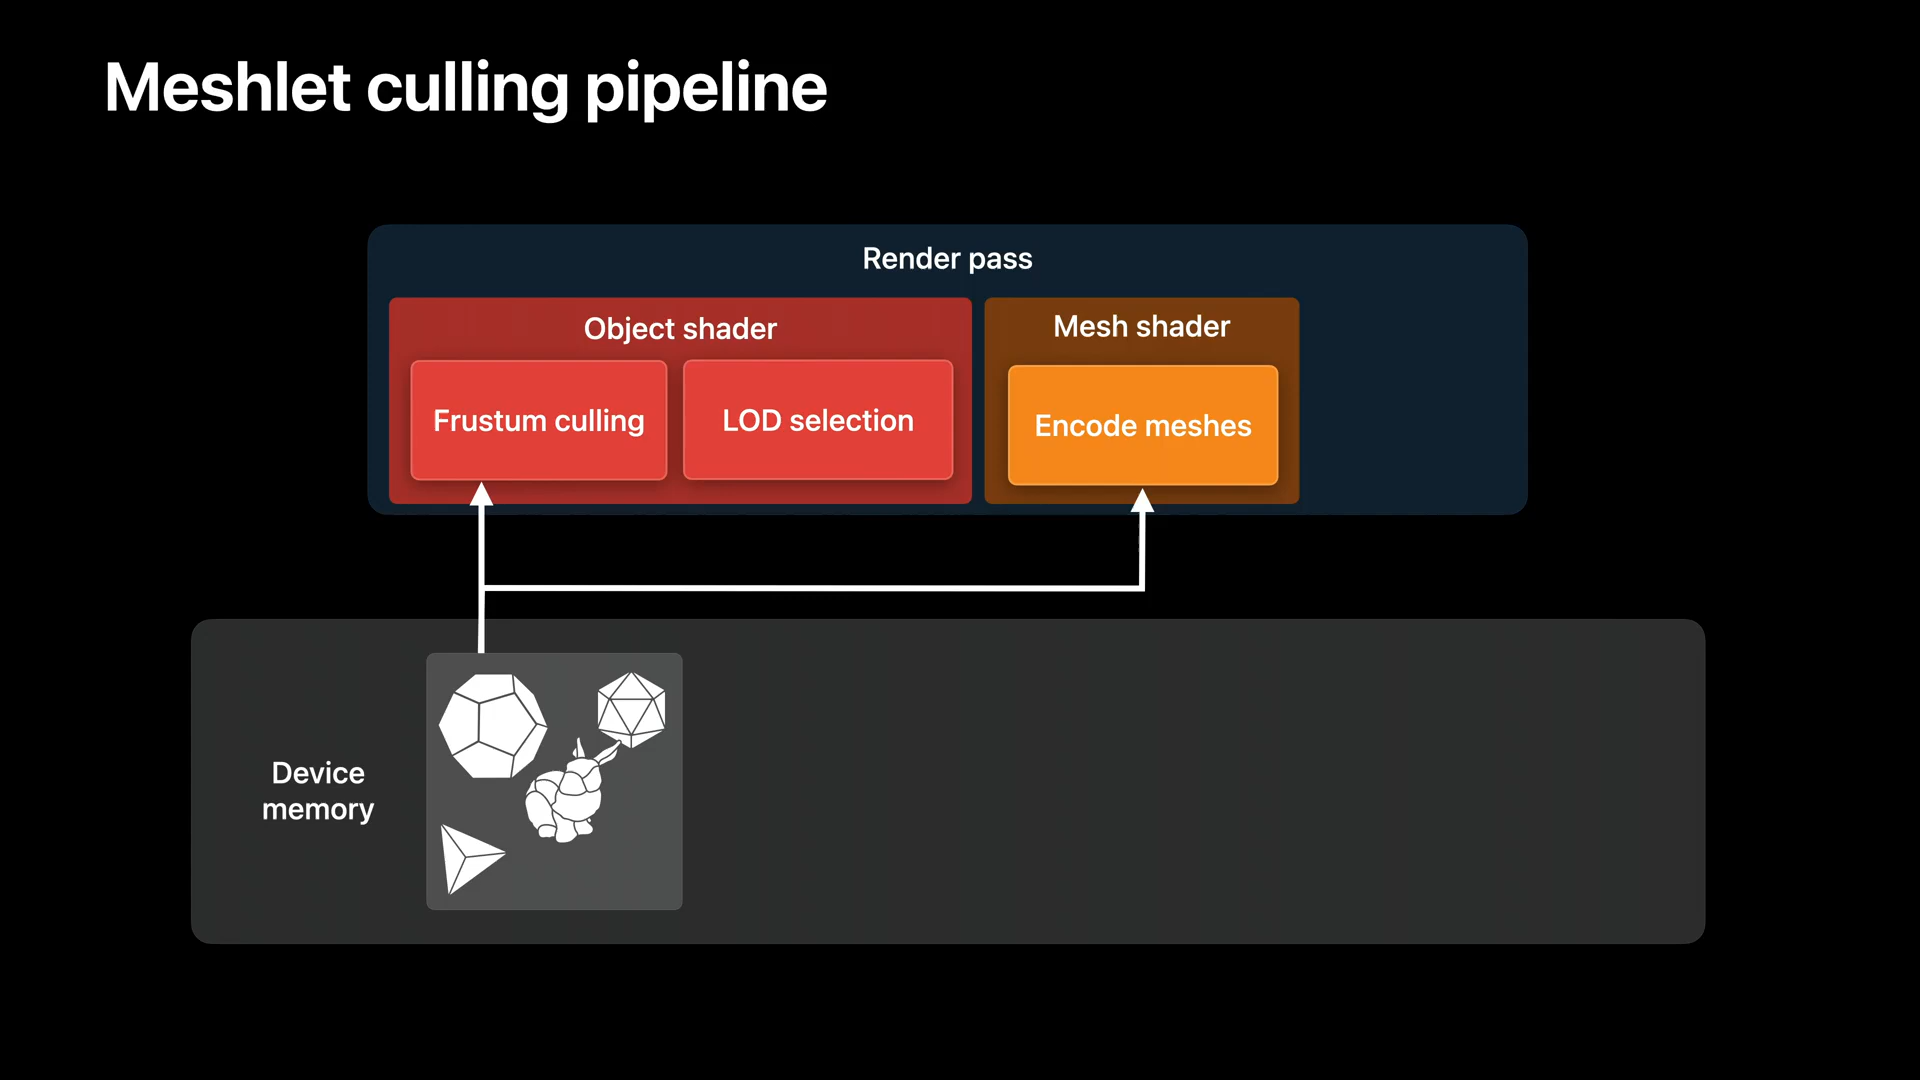 Meshlet culling pipeline
Render pass
Object shader
Mesh shader
Frustum culling
LOD selection
Encode meshes
Device
memory